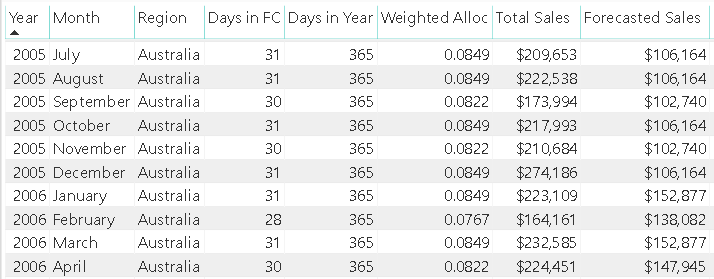 Year Month Region Days in FC Days in Year Weighted Alloc Total Sales Forecasted Sales
2005 July Australia 31 365 0.0849 $209,653 $106,164
2005 August Australia 31 365 0.0849 $222,538 $106,164
2005 September Australia 30 365 0.0822 $173,994 $102,740
2005 October Australia 31 365 0.0849 $217,993 $106,164
2005 November Australia 30 365 0.0822 $210,684 $102,740
2005 December Australia 31 365 0.0849 $274,186 $106,164
2006 January Australia 31 365 0.0849 $223,109 $152,877
2006 February Australia 28 365 0.0767 $164,161 $138,082
2006 March Australia 31 365 0.0849 $232,585 $152,877
2006 April Australia 30 365 0.0822 $224,451 $147,945